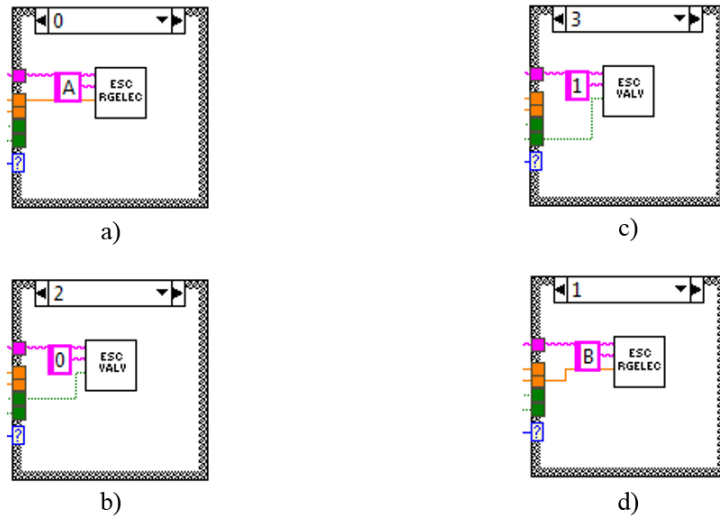 0
A
ESC
RGELEC
?
a)
3
1
ESC
VALV
?
c)
2
0
ESC
VALV
?
b)
1
B
ESC
RGELEC
?
d)